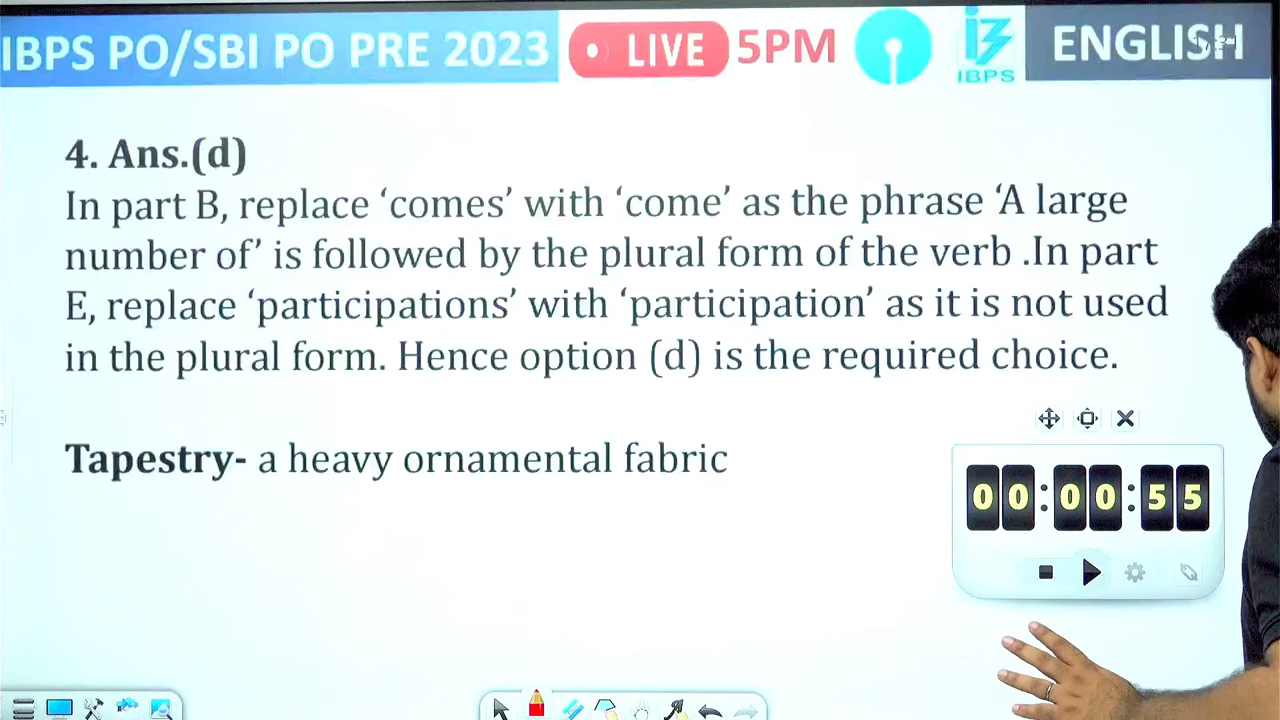 IBPS PO/SBI PO PRE 2023 LIVE 5PM IBPS ENGLISH
4. Ans.(d)
In part B, replace ‘comes’ with ‘come’ as the phrase ‘A large
number of’ is followed by the plural form of the verb .In part
E, replace ‘participations’ with ‘participation’ as it is not used
in the plural form. Hence option (d) is the required choice.
Tapestry- a heavy ornamental fabric
00:00:55